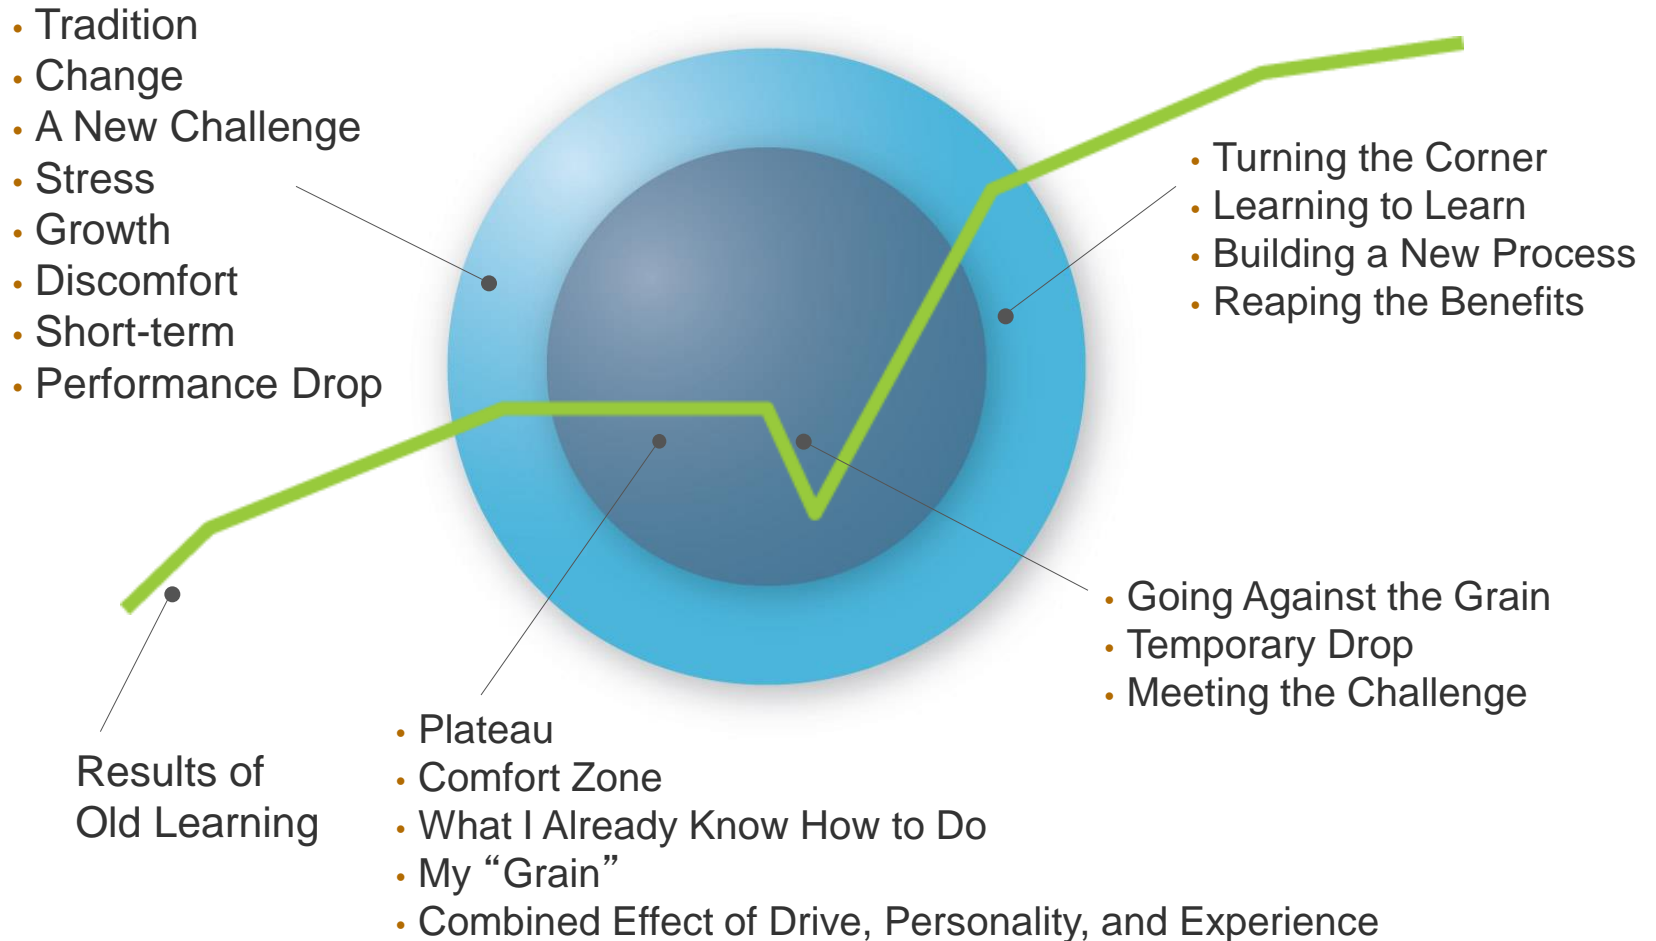 • Tradition
• Change
• A New Challenge
• Stress
• Growth
• Discomfort
• Short-term
• Performance Drop
• Turning the Corner
• Learning to Learn
• Building a New Process
• Reaping the Benefits
• Going Against the Grain
• Temporary Drop
• Meeting the Challenge
Results of
Old Learning
• Plateau
• Comfort Zone
• What I Already Know How to Do
• My “Grain”
• Combined Effect of Drive, Personality, and Experience